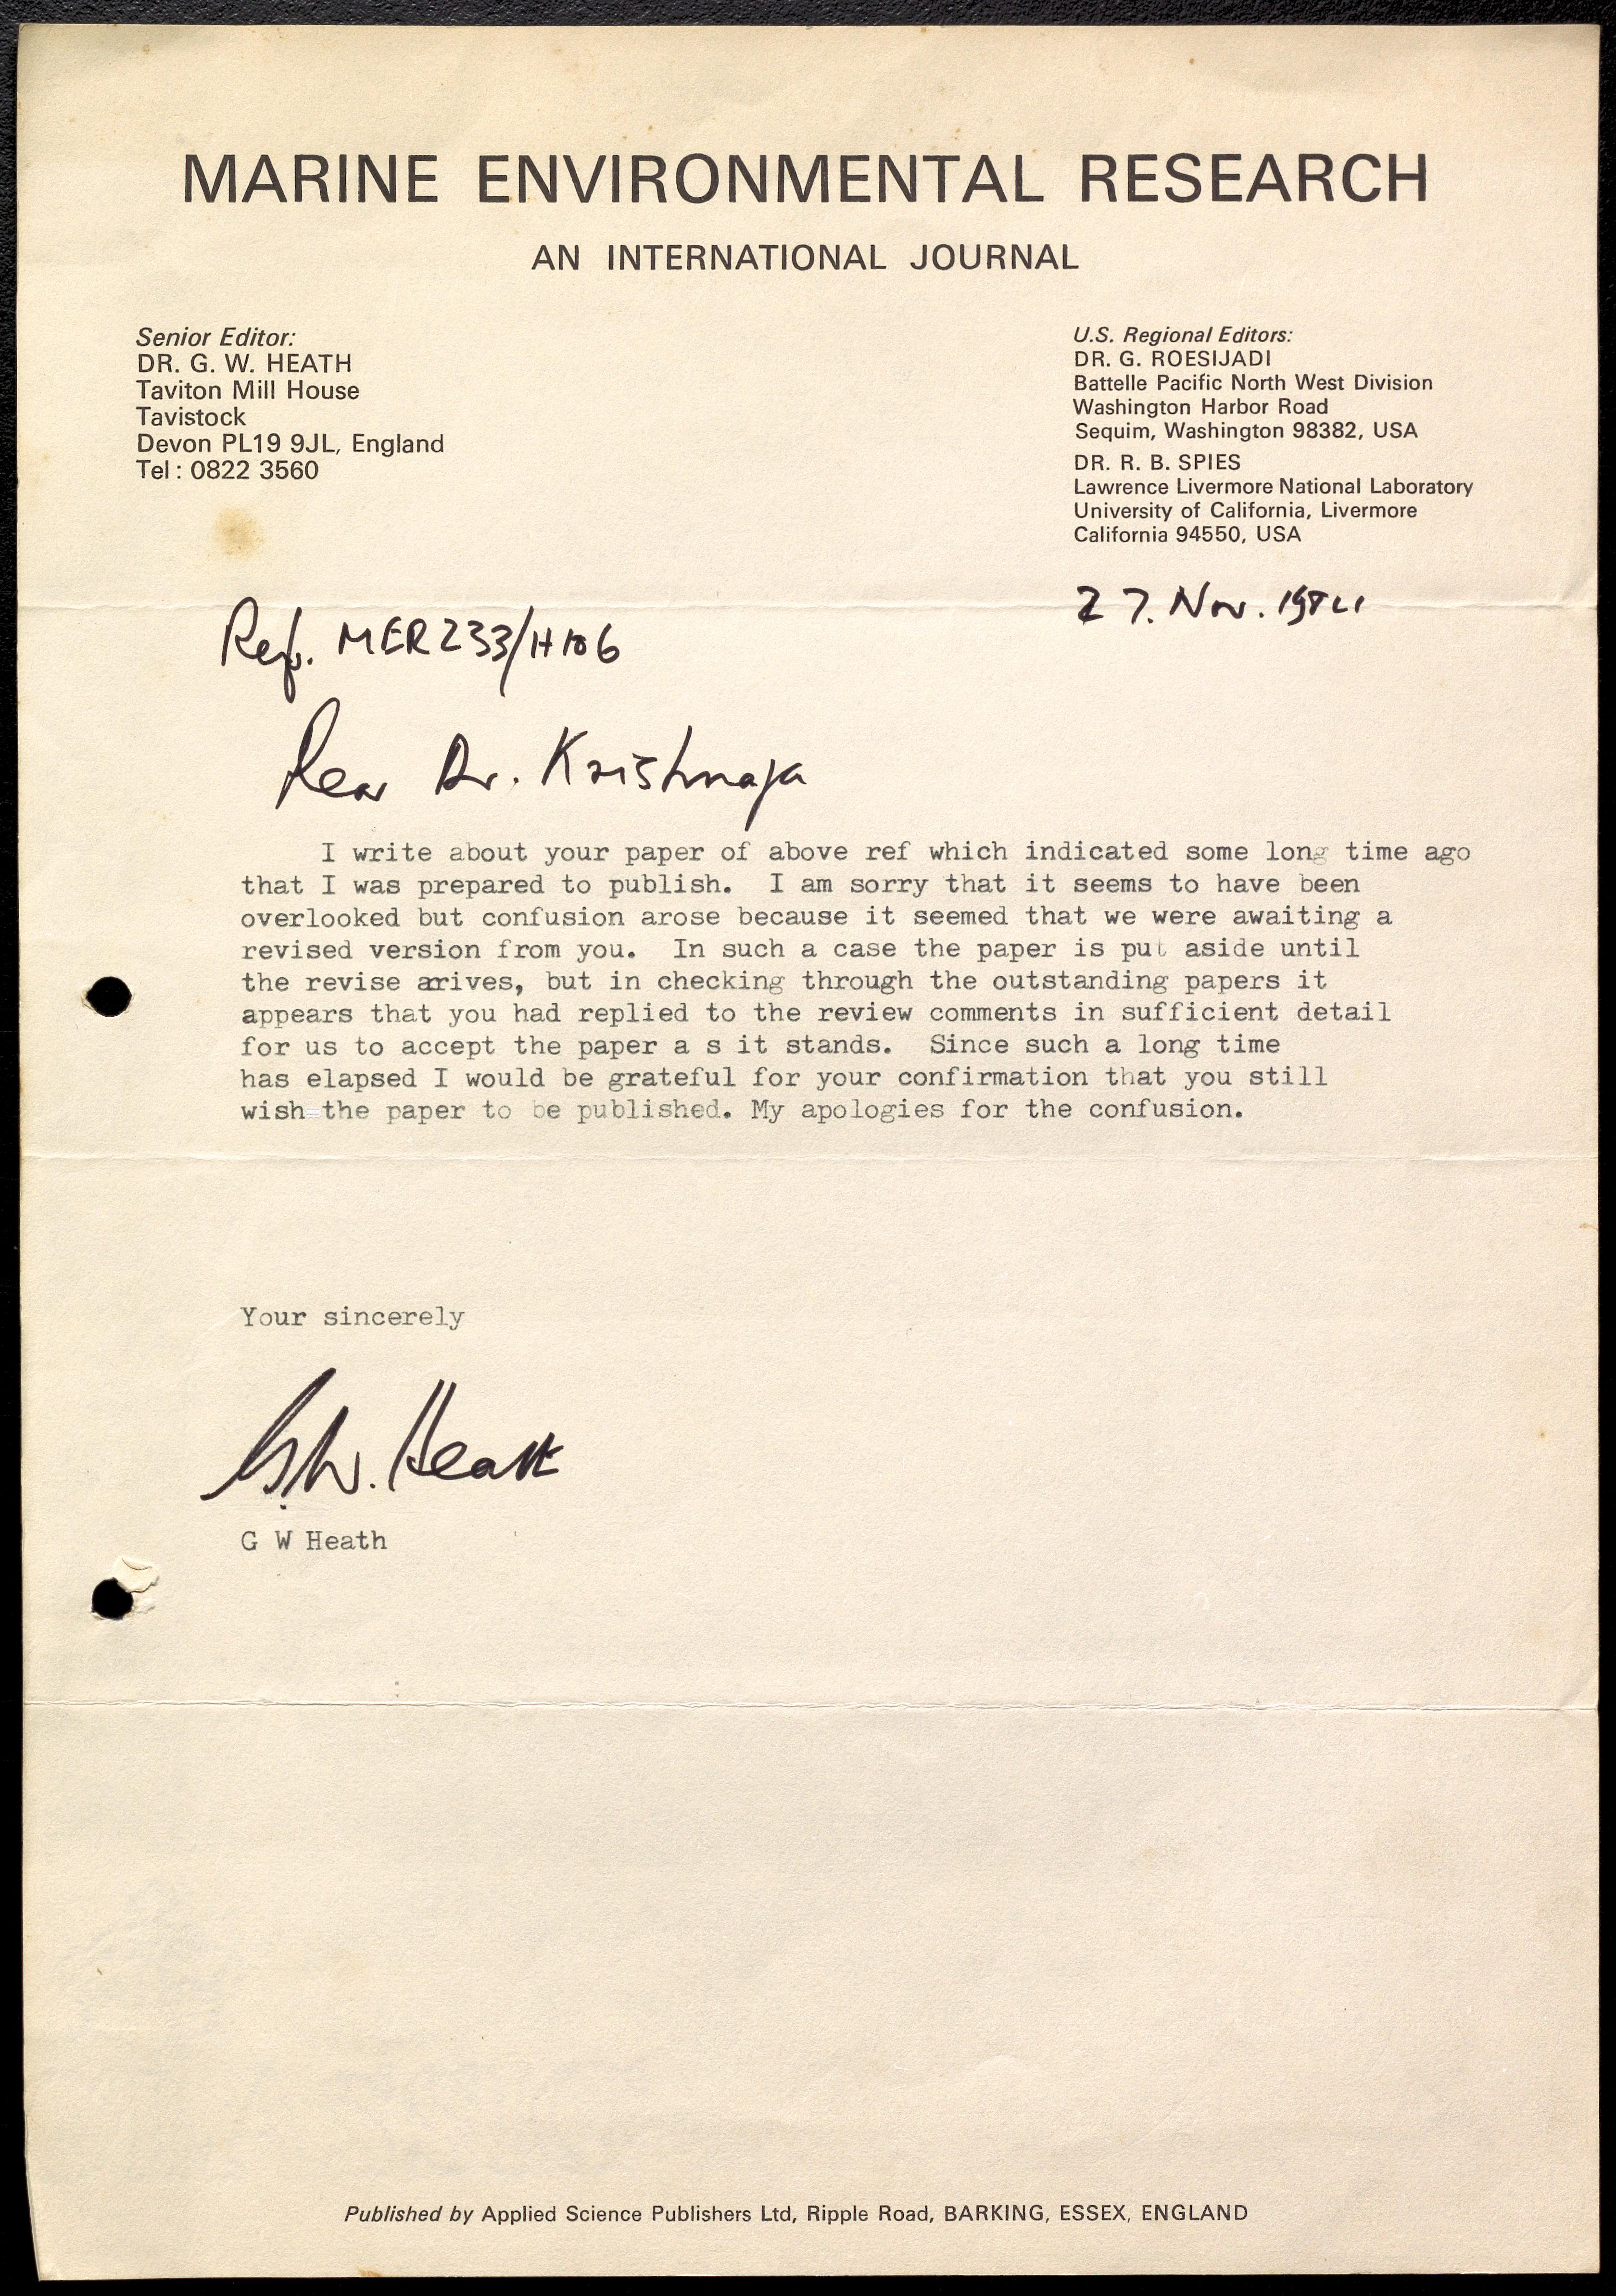 MARINE ENVIRONMENTAL RESEARCH
AN INTERNATIONAL JOURNAL
Senior Editor:
DR. G. W. HEATH
Taviton Mill House
Tavistock
Devon PL19 9JL, England
Tel : 0822 3560
U.S. Regional Editors:
DR. G. ROESIJADI
Battelle Pacific North West Division
Washington Harbor Road
Sequim, Washington 98382, USA
DR. R. B. SPIES
Lawrence Livermore National Laboratory
University of California, Livermore
California 94550, USA
27. Nov. 1984
Ref. MER233/H106
Dear Dr.
I write about your paper of above ref which indicated some long time ago
that I was prepared to publish. I am sorry that it seems to have been
overlooked but confusion arose because it seemed that we were awaiting a
revised version from you. In such a case the paper is put aside until
the revise arives, but in checking through the outstanding papers it
appears that you had replied to the review comments in sufficient detail
for us to accept the paper a s it stands. Since such a long time
has elapsed I would be grateful for your confirmation that you still
wish the paper to be published. My apologies for the confusion.
Your sincerely
G.W. Heath
G W Heath
Published by Applied Science Publishers Ltd, Ripple Road, BARKING, ESSEX, ENGLAND